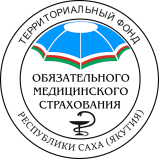 ТЕРРИТОРИАЛЬНЫЙ ФОНД
ОБЯЗАТЕЛЬНОГО
МЕДИЦИНСКОГО
СТРАХОВАНИЯ
РЕСПУБЛИКИ САХА (ЯКУТИЯ)